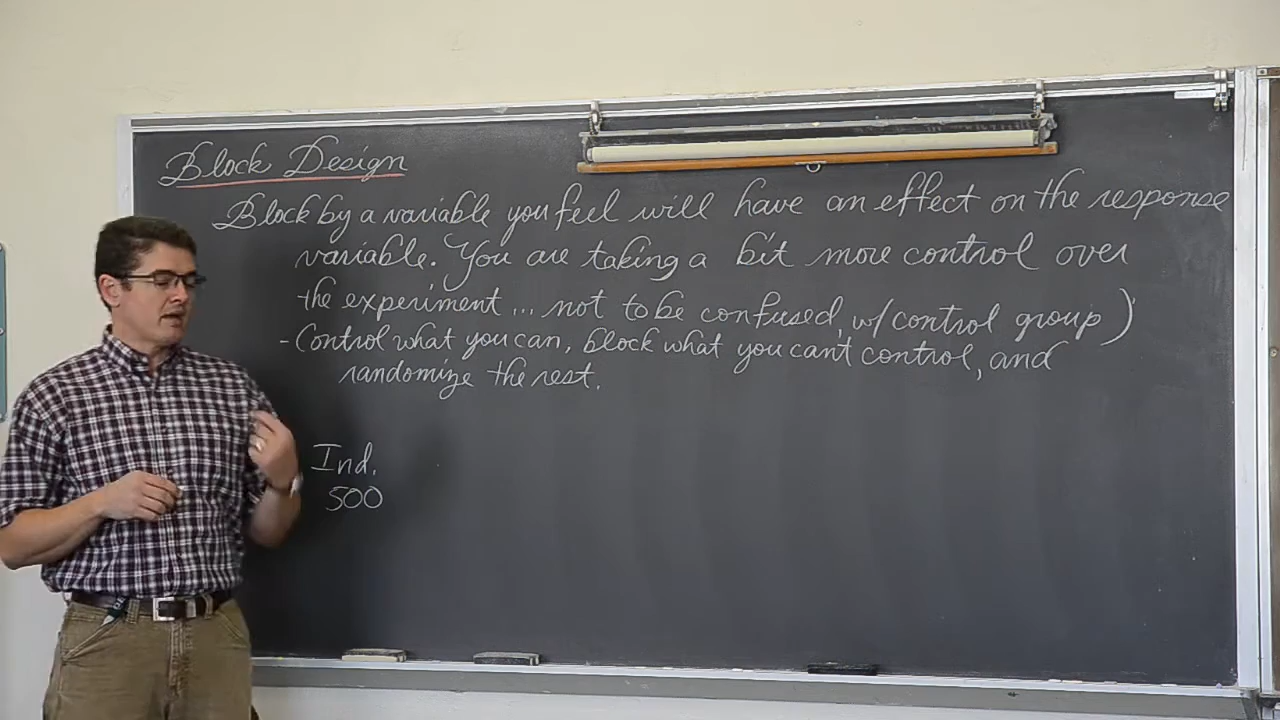 Block Design
Block by a variable you feel will have an effect on the response
variable. You are taking a bit more control over
the experiment... not to be confused w/ control group)
- Control what you can, block what you can't control, and
randomize the rest.
Ind.
500